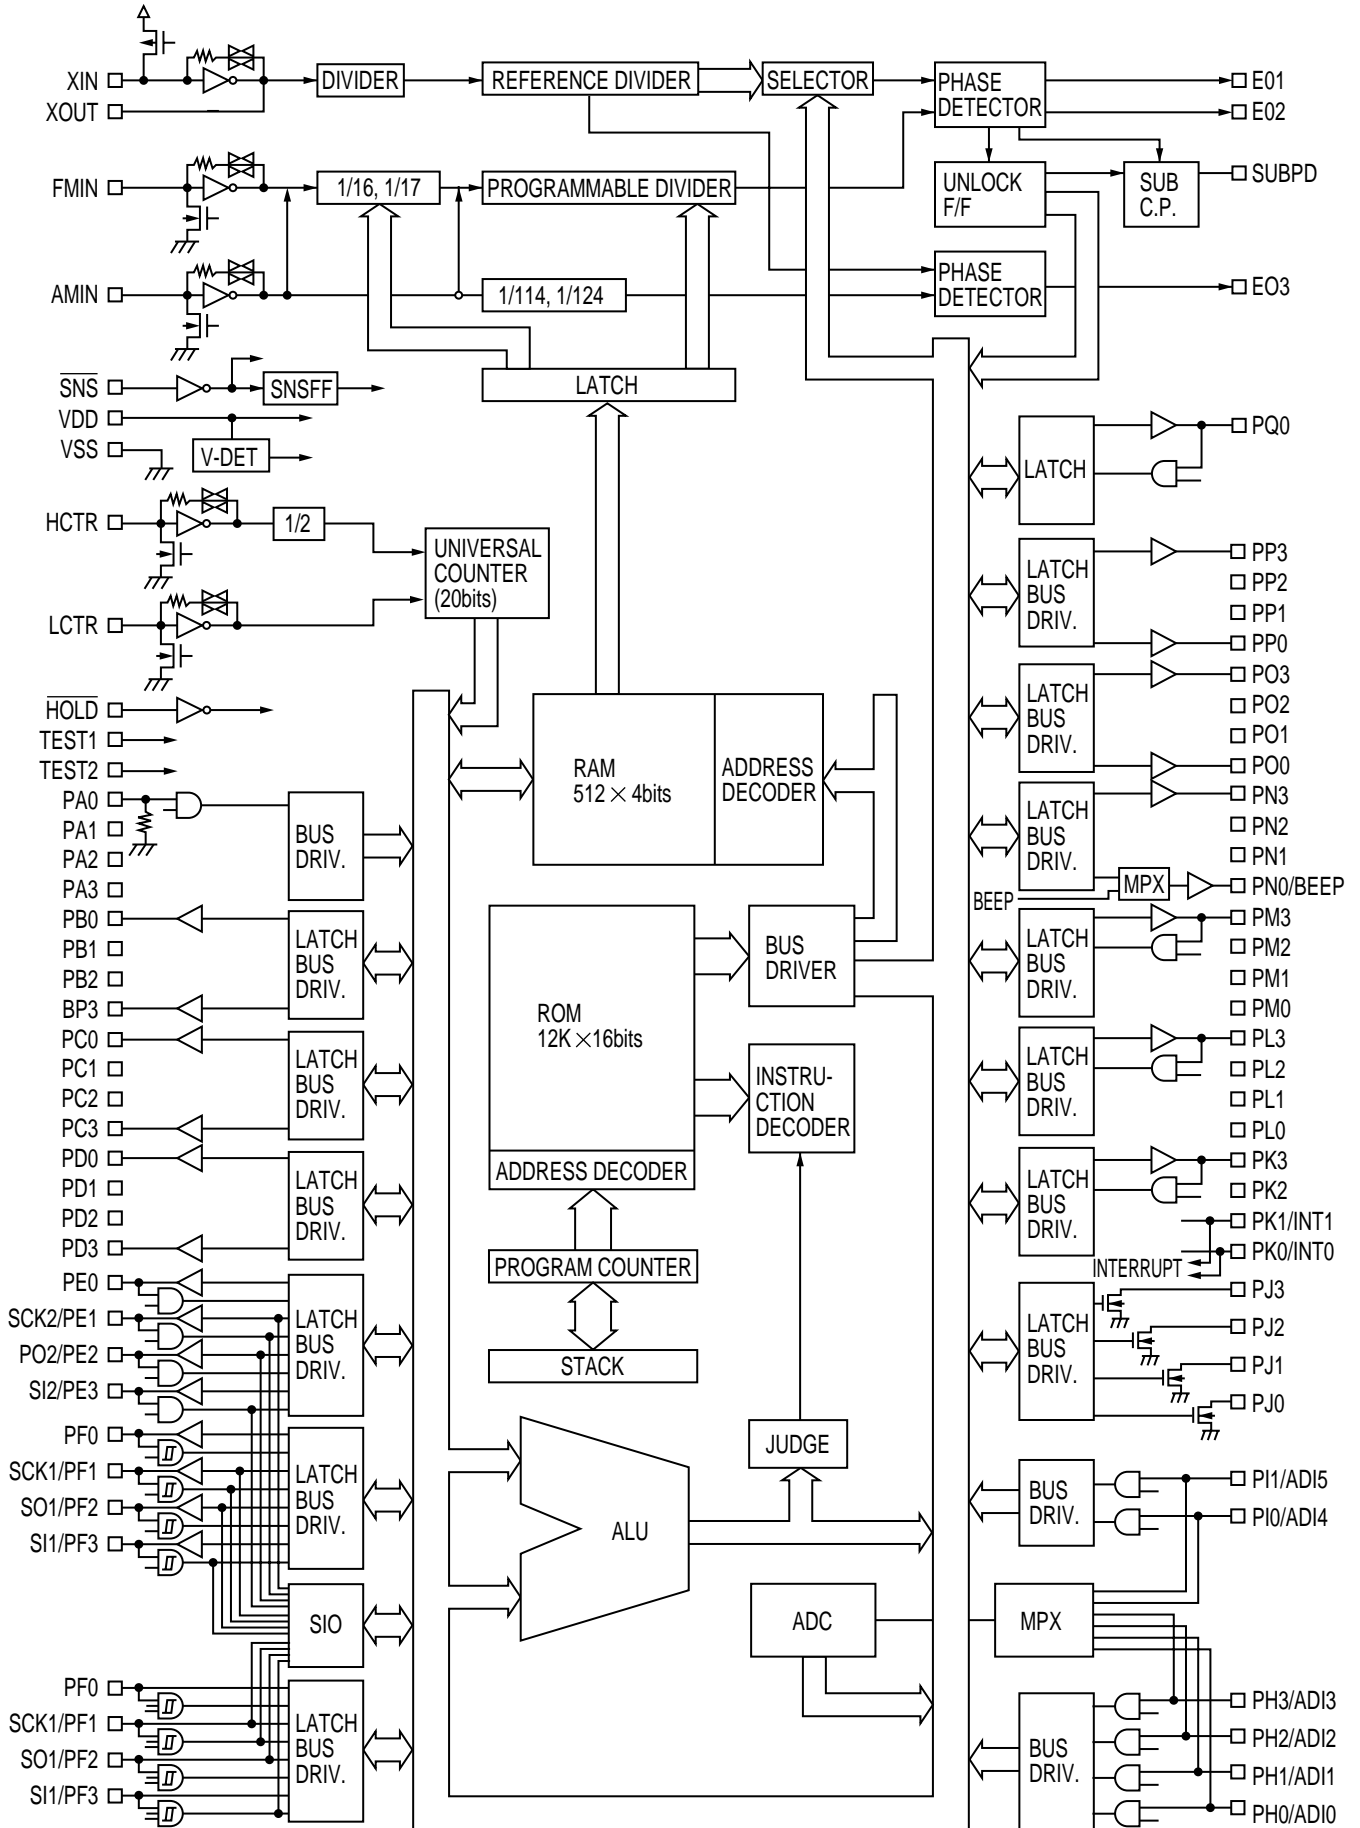 XIN
XOUT
DIVIDER
REFERENCE DIVIDER
SELECTOR
PHASE
DETECTOR
E01
E02
FMIN
1/16, 1/17
PROGRAMMABLE DIVIDER
UNLOCK
F/F
SUB
C.P.
SUBPD
AMIN
1/114, 1/124
PHASE
DETECTOR
EO3
SNS
SNSFF
LATCH
VDD
VSS
V-DET
HCTR
1/2
UNIVERSAL
COUNTER
(20bits)
LCTR
HOLD
TEST1
TEST2
RAM
512 × 4bits
ADDRESS
DECODER
PA0
PA1
PA2
PA3
BUS
DRIV.
PB0
PB1
PB2
BP3
LATCH
BUS
DRIV.
PC0
PC1
PC2
PC3
LATCH
BUS
DRIV.
PD0
PD1
PD2
PD3
LATCH
BUS
DRIV.
PE0
SCK2/PE1
PO2/PE2
SI2/PE3
LATCH
BUS
DRIV.
PF0
SCK1/PF1
SO1/PF2
SI1/PF3
LATCH
BUS
DRIV.
SIO
PF0
SCK1/PF1
SO1/PF2
SI1/PF3
LATCH
BUS
DRIV.
ROM
12K ×16bits
ADDRESS DECODER
BUS
DRIVER
INSTRU-
CTION
DECODER
PROGRAM COUNTER
STACK
JUDGE
ALU
ADC
MPX
LATCH
PQ0
LATCH
BUS
DRIV.
PP3
PP2
PP1
PP0
LATCH
BUS
DRIV.
PO3
PO2
PO1
PO0
LATCH
BUS
DRIV.
PN3
PN2
PN1
MPX
PN0/BEEP
BEEP
LATCH
BUS
DRIV.
PM3
PM2
PM1
PM0
LATCH
BUS
DRIV.
PL3
PL2
PL1
PL0
LATCH
BUS
DRIV.
PK3
PK2
PK1/INT1
PK0/INT0
INTERRUPT
LATCH
BUS
DRIV.
PJ3
PJ2
PJ1
PJ0
BUS
DRIV.
PI1/ADI5
PI0/ADI4
BUS
DRIV.
PH3/ADI3
PH2/ADI2
PH1/ADI1
PH0/ADI0